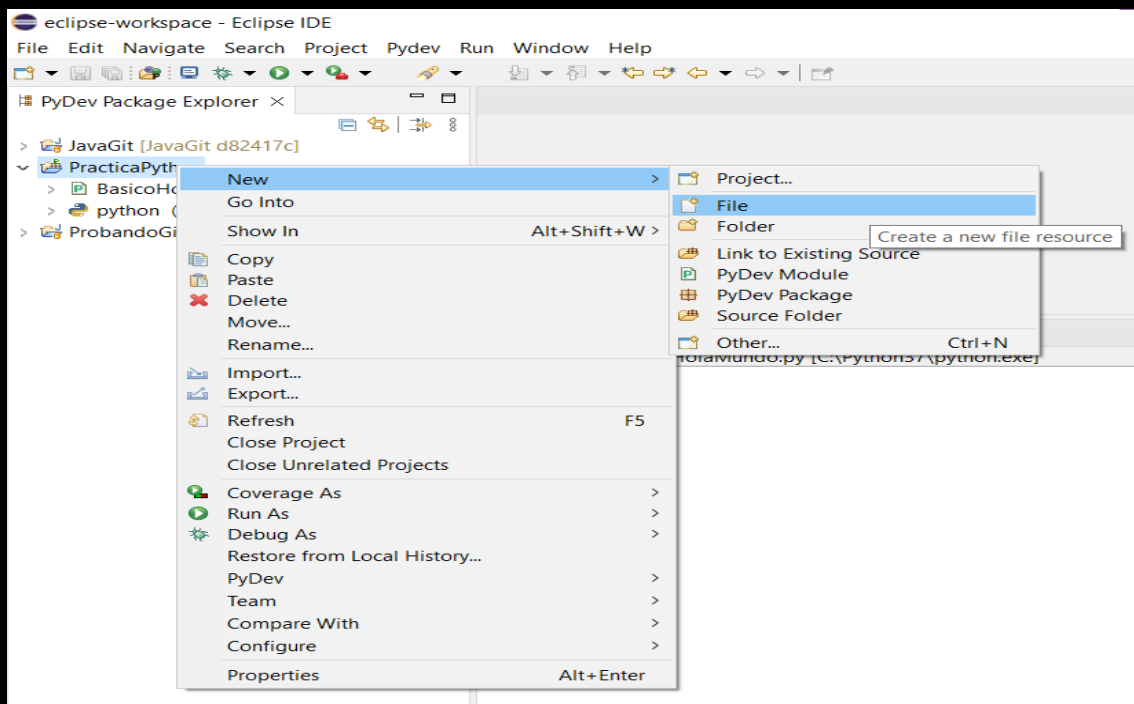 eclipse-workspace - Eclipse IDE
File Edit Navigate Search Project Pydev Run Window Help
PyDev Package Explorer
JavaGit [JavaGit d82417c]
PracticaPyth
BasicoHo
python (
ProbandoGi
New
Go Into
Show In Alt+Shift+W >
Copy
Paste
Delete
Move...
Rename...
Import...
Export...
Refresh F5
Close Project
Close Unrelated Projects
Coverage As
Run As
Debug As
Restore from Local History...
PyDev
Team
Compare With
Configure
Properties Alt+Enter
Project...
File
Folder
Create a new file resource
Link to Existing Source
PyDev Module
PyDev Package
Source Folder
Other... Ctrl+N
HolaMundo.py [C:\Python37\python.exe]